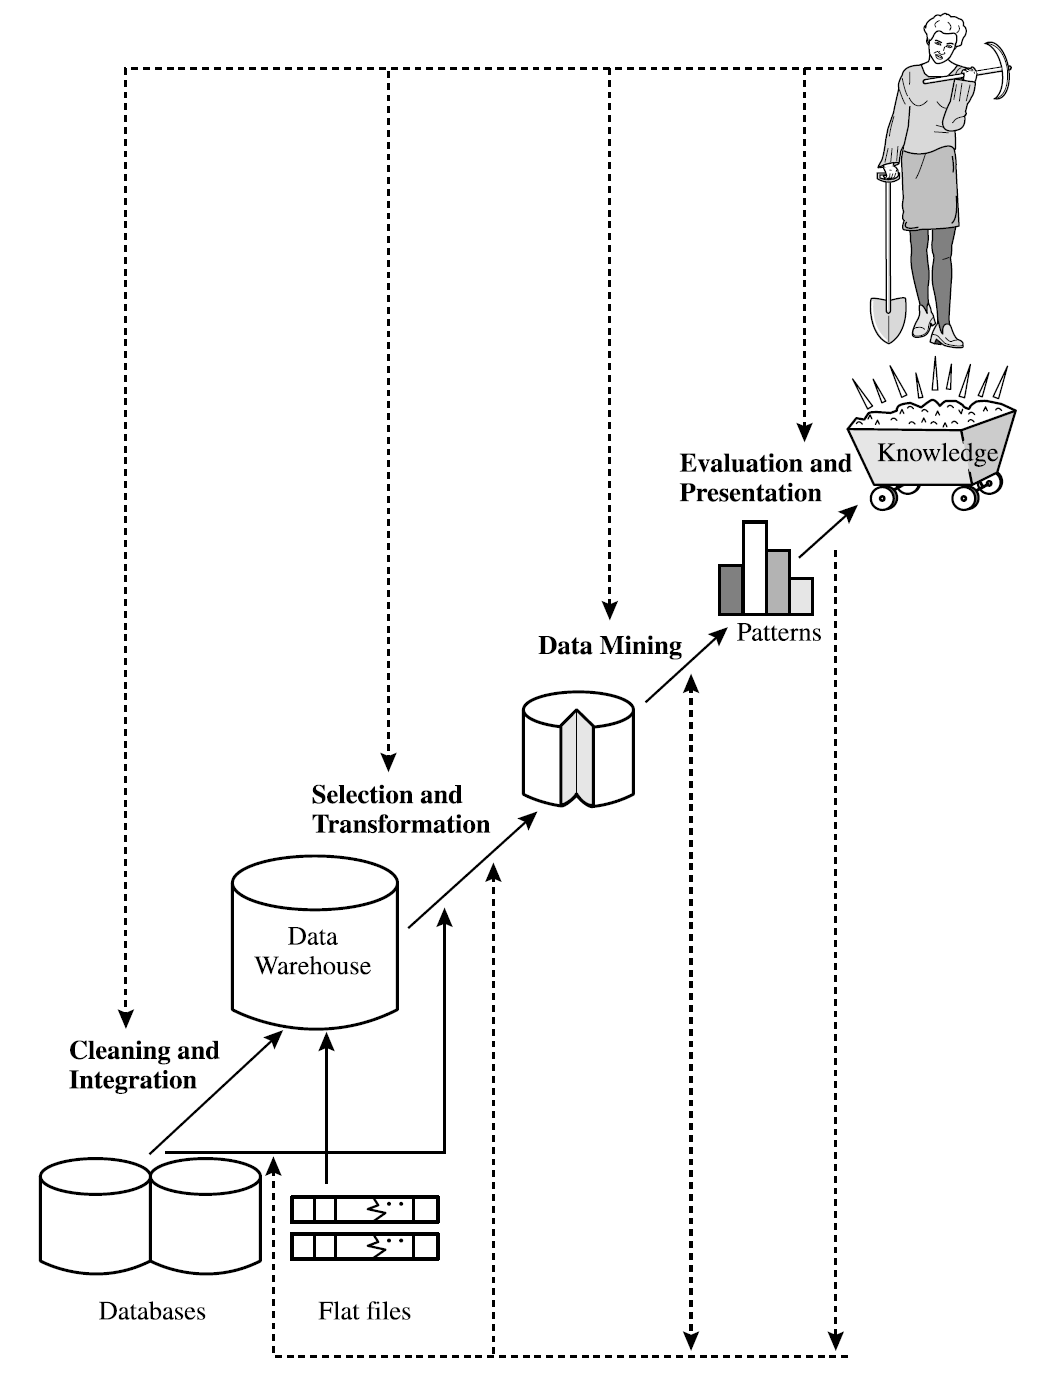 Evaluation and
Presentation
Knowledge
Patterns
Data Mining
Selection and
Transformation
Data
Warehouse
Cleaning and
Integration
Databases
Flat files